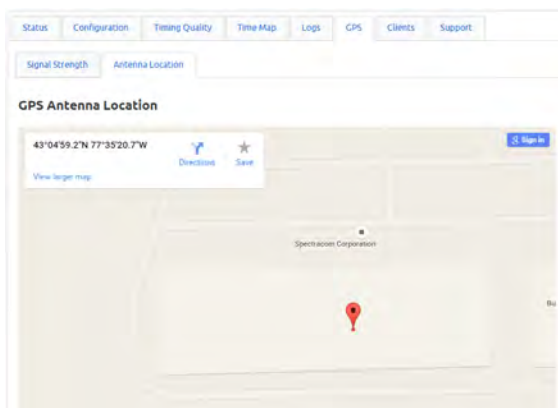 Status Configuration Timing Quality Time Map Logs GPS Clients Support
Signal Strength Antenna Location
GPS Antenna Location
43°04'59.2"N 77°35'20.7"W
Directions Save
Sign in
View larger map
Spectracom Corporation
Bu